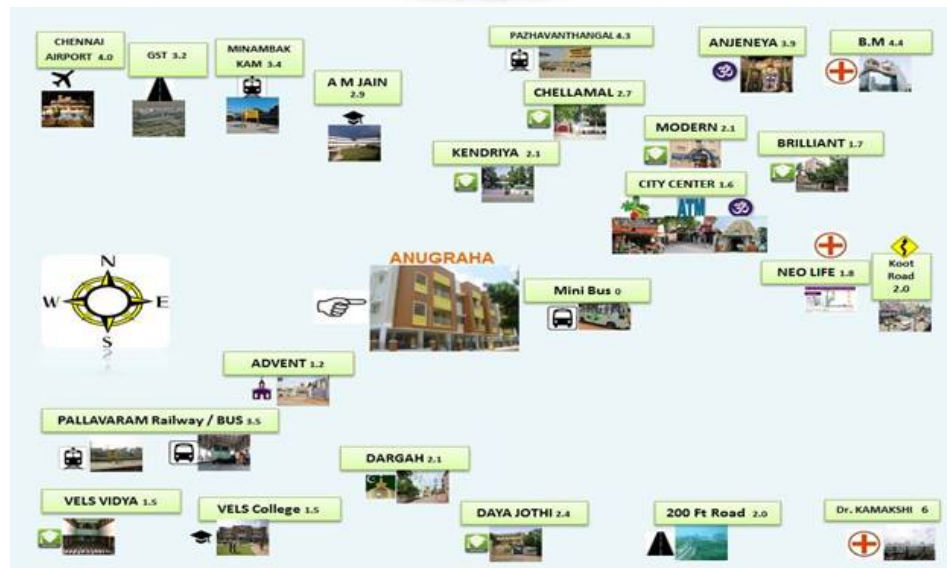 CHENNAI
AIRPORT 4.0
GST 3.2
MINAMBAK
KAM 3.4
A M JAIN
2.9
PAZHAVANTHANGAL 4.3
ANJENEYA 3.9
B.M 4.4
CHELLAMAL 2.7
MODERN 2.1
BRILLIANT 1.7
KENDRIYA 2.1
CITY CENTER 1.6
ATM
N
W E
S
ANUGRAHA
Mini Bus 0
NEO LIFE 1.8
Koot
Road
2.0
ADVENT 1.2
PALLAVARAM Railway / BUS 3.5
DARGAH 2.1
VELS VIDYA 1.5
VELS College 1.5
DAYA JOTHI 2.4
200 Ft Road 2.0
Dr. KAMAKSHI 6